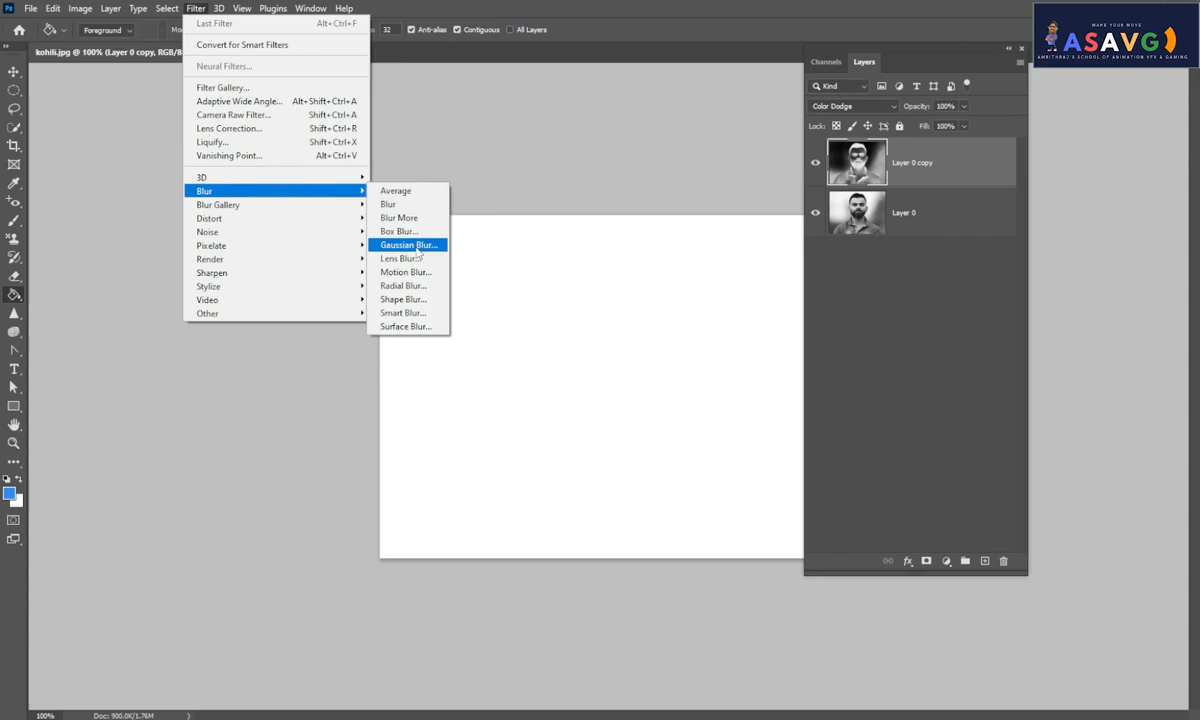 Ps File Edit Image Layer Type Select Filter 3D View Plugins Window Help
Foreground
32 Anti-alias Contiguous All Layers
kohili.jpg @ 100% (Layer 0 copy, RGB/8
Last Filter Alt+Ctrl+F
Convert for Smart Filters
Neural Filters...
Filter Gallery...
Adaptive Wide Angle... Alt+Shift+Ctrl+A
Camera Raw Filter... Shift+Ctrl+A
Lens Correction... Shift+Ctrl+R
Liquify... Shift+Ctrl+X
Vanishing Point... Alt+Ctrl+V
3D
Blur
Blur Gallery
Distort
Noise
Pixelate
Render
Sharpen
Stylize
Video
Other
Average
Blur
Blur More
Box Blur...
Gaussian Blur...
Lens Blur...
Motion Blur...
Radial Blur...
Shape Blur...
Smart Blur...
Surface Blur...
MAKE YOUR MOVE
ASAVG
AMRITHRAJ'S SCHOOL OF ANIMATION VFX & GAMING
Channels Layers
Kind
Color Dodge Opacity: 100%
Lock: Fill: 100%
Layer 0 copy
Layer 0
fx
100% Doc: 900.0K/1.76M